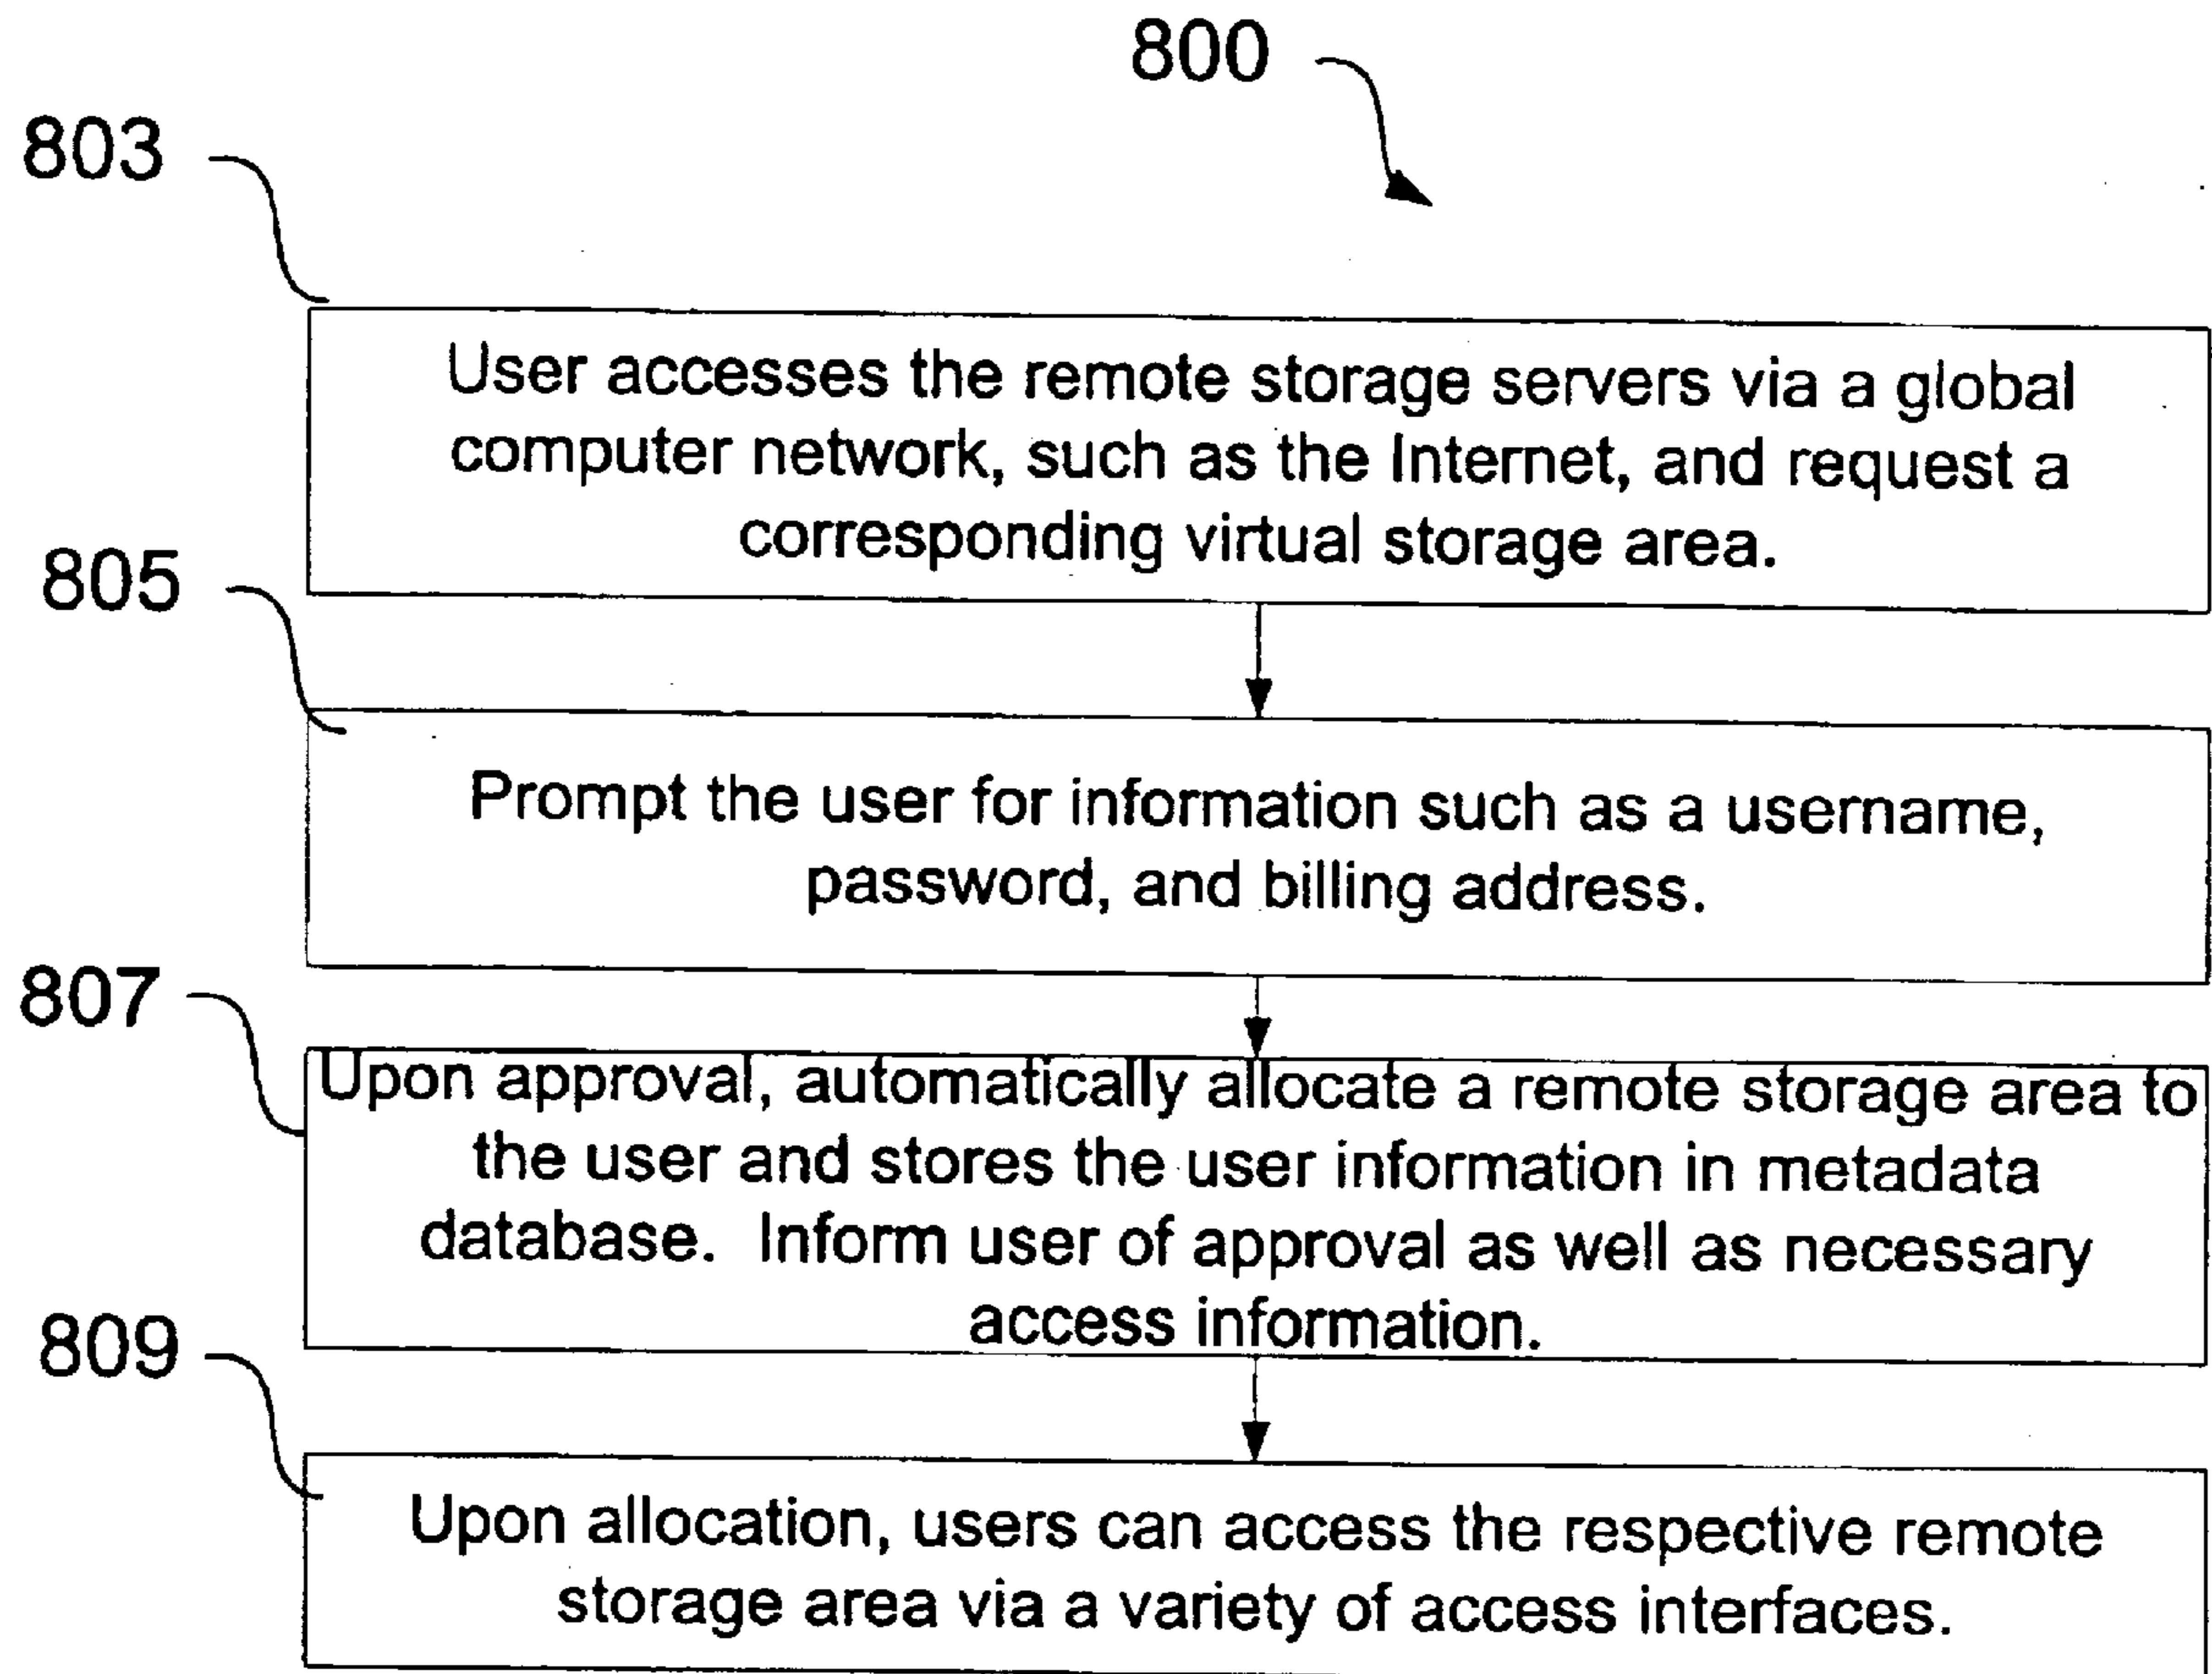 800
803
User accesses the remote storage servers via a global
computer network, such as the Internet, and request a
corresponding virtual storage area.
805
Prompt the user for information such as a username,
password, and billing address.
807
Upon approval, automatically allocate a remote storage area to
the user and stores the user information in metadata
database.  Inform user of approval as well as necessary
access information.
809
Upon allocation, users can access the respective remote
storage area via a variety of access interfaces.